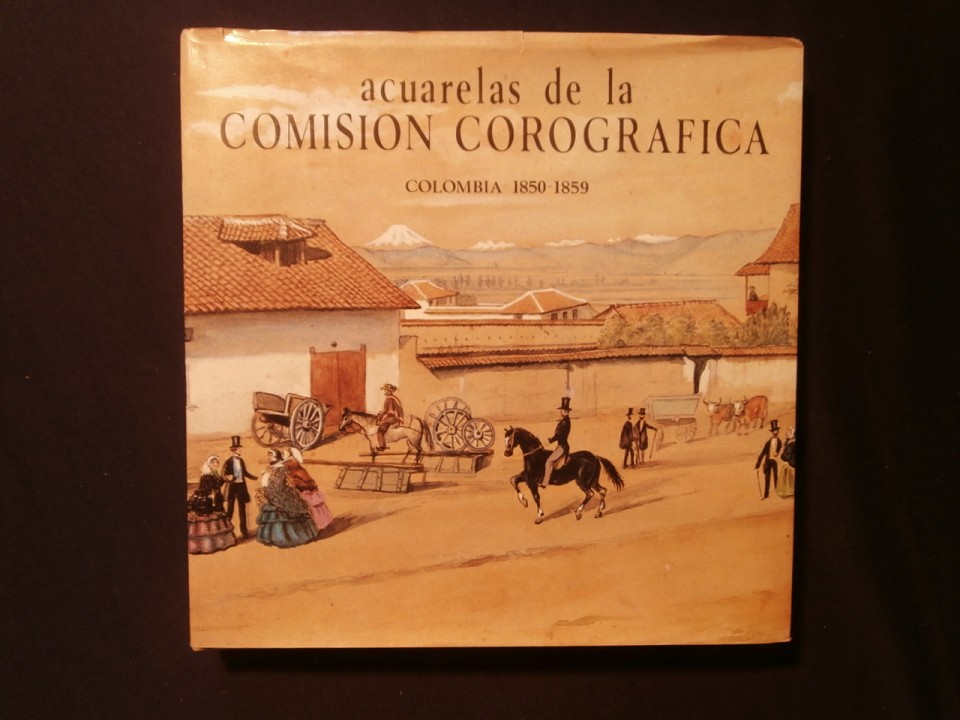 acuarelas de la
COMISION COROGRAFICA
COLOMBIA 1850-1859